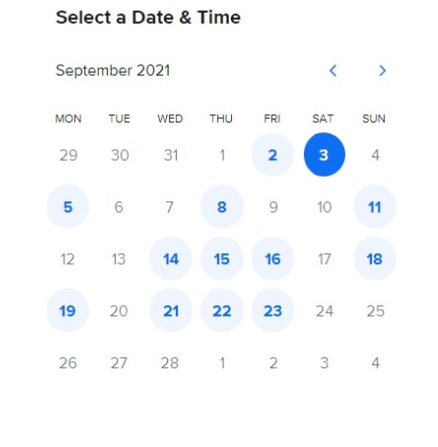 Select a Date & Time
September 2021
MON TUE WED THU FRI SAT SUN
29 30 31 1 2 3 4
5 6 7 8 9 10 11
12 13 14 15 16 17 18
19 20 21 22 23 24 25
26 27 28 1 2 3 4